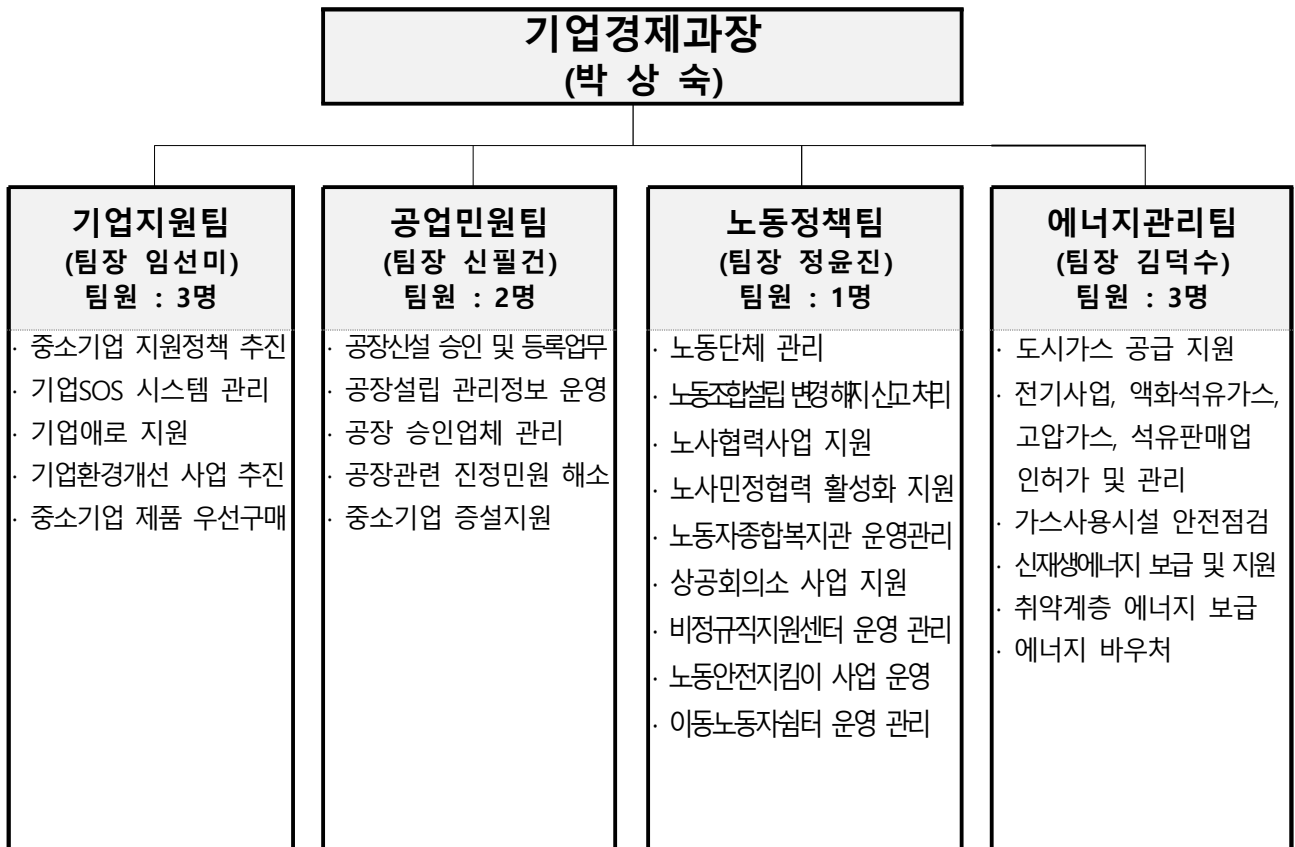 기업경제과장
(박 상 숙)
기업지원팀
(팀장 임선미)
팀원 : 3명
· 중소기업 지원정책 추진
· 기업SOS 시스템 관리
· 기업애로 지원
· 기업환경개선 사업 추진
· 중소기업 제품 우선구매
공업민원팀
(팀장 신필건)
팀원 : 2명
· 공장신설 승인 및 등록업무
· 공장설립 관리정보 운영
· 공장 승인업체 관리
· 공장관련 진정민원 해소
· 중소기업 증설지원
노동정책팀
(팀장 정윤진)
팀원 : 1명
· 노동단체 관리
· 노동조합설립 변경 해지 신고 처리
· 노사협력사업 지원
· 노사민정협력 활성화 지원
· 노동자종합복지관 운영관리
· 상공회의소 사업 지원
· 비정규직지원센터 운영 관리
· 노동안전지킴이 사업 운영
· 이동노동자쉼터 운영 관리
에너지관리팀
(팀장 김덕수)
팀원 : 3명
· 도시가스 공급 지원
· 전기사업, 액화석유가스,
고압가스, 석유판매업
인허가 및 관리
· 가스사용시설 안전점검
· 신재생에너지 보급 및 지원
· 취약계층 에너지 보급
· 에너지 바우처